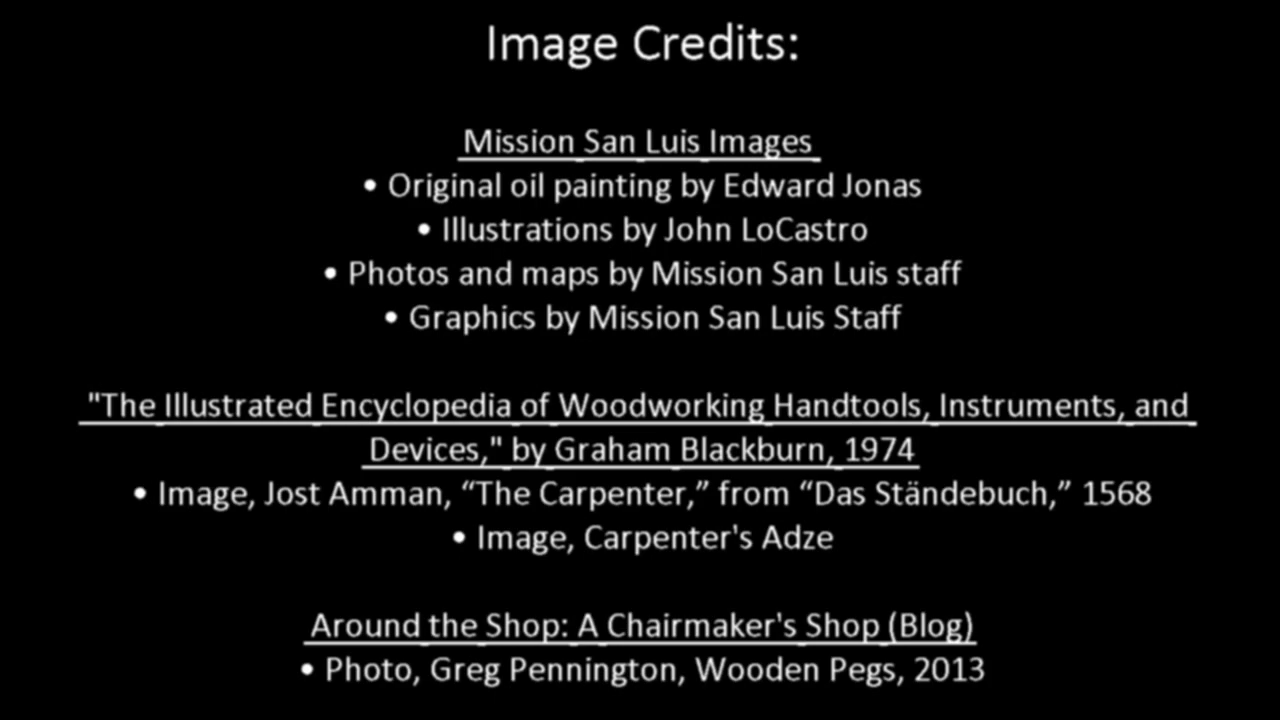 Image Credits:
Mission San Luis Images
• Original oil painting by Edward Jonas
• Illustrations by John LoCastro
• Photos and maps by Mission San Luis staff
• Graphics by Mission San Luis Staff
"The Illustrated Encyclopedia of Woodworking Handtools, Instruments, and
Devices," by Graham Blackburn, 1974
• Image, Jost Amman, “The Carpenter,” from “Das Ständebuch,” 1568
• Image, Carpenter's Adze
Around the Shop: A Chairmaker's Shop (Blog)
• Photo, Greg Pennington, Wooden Pegs, 2013